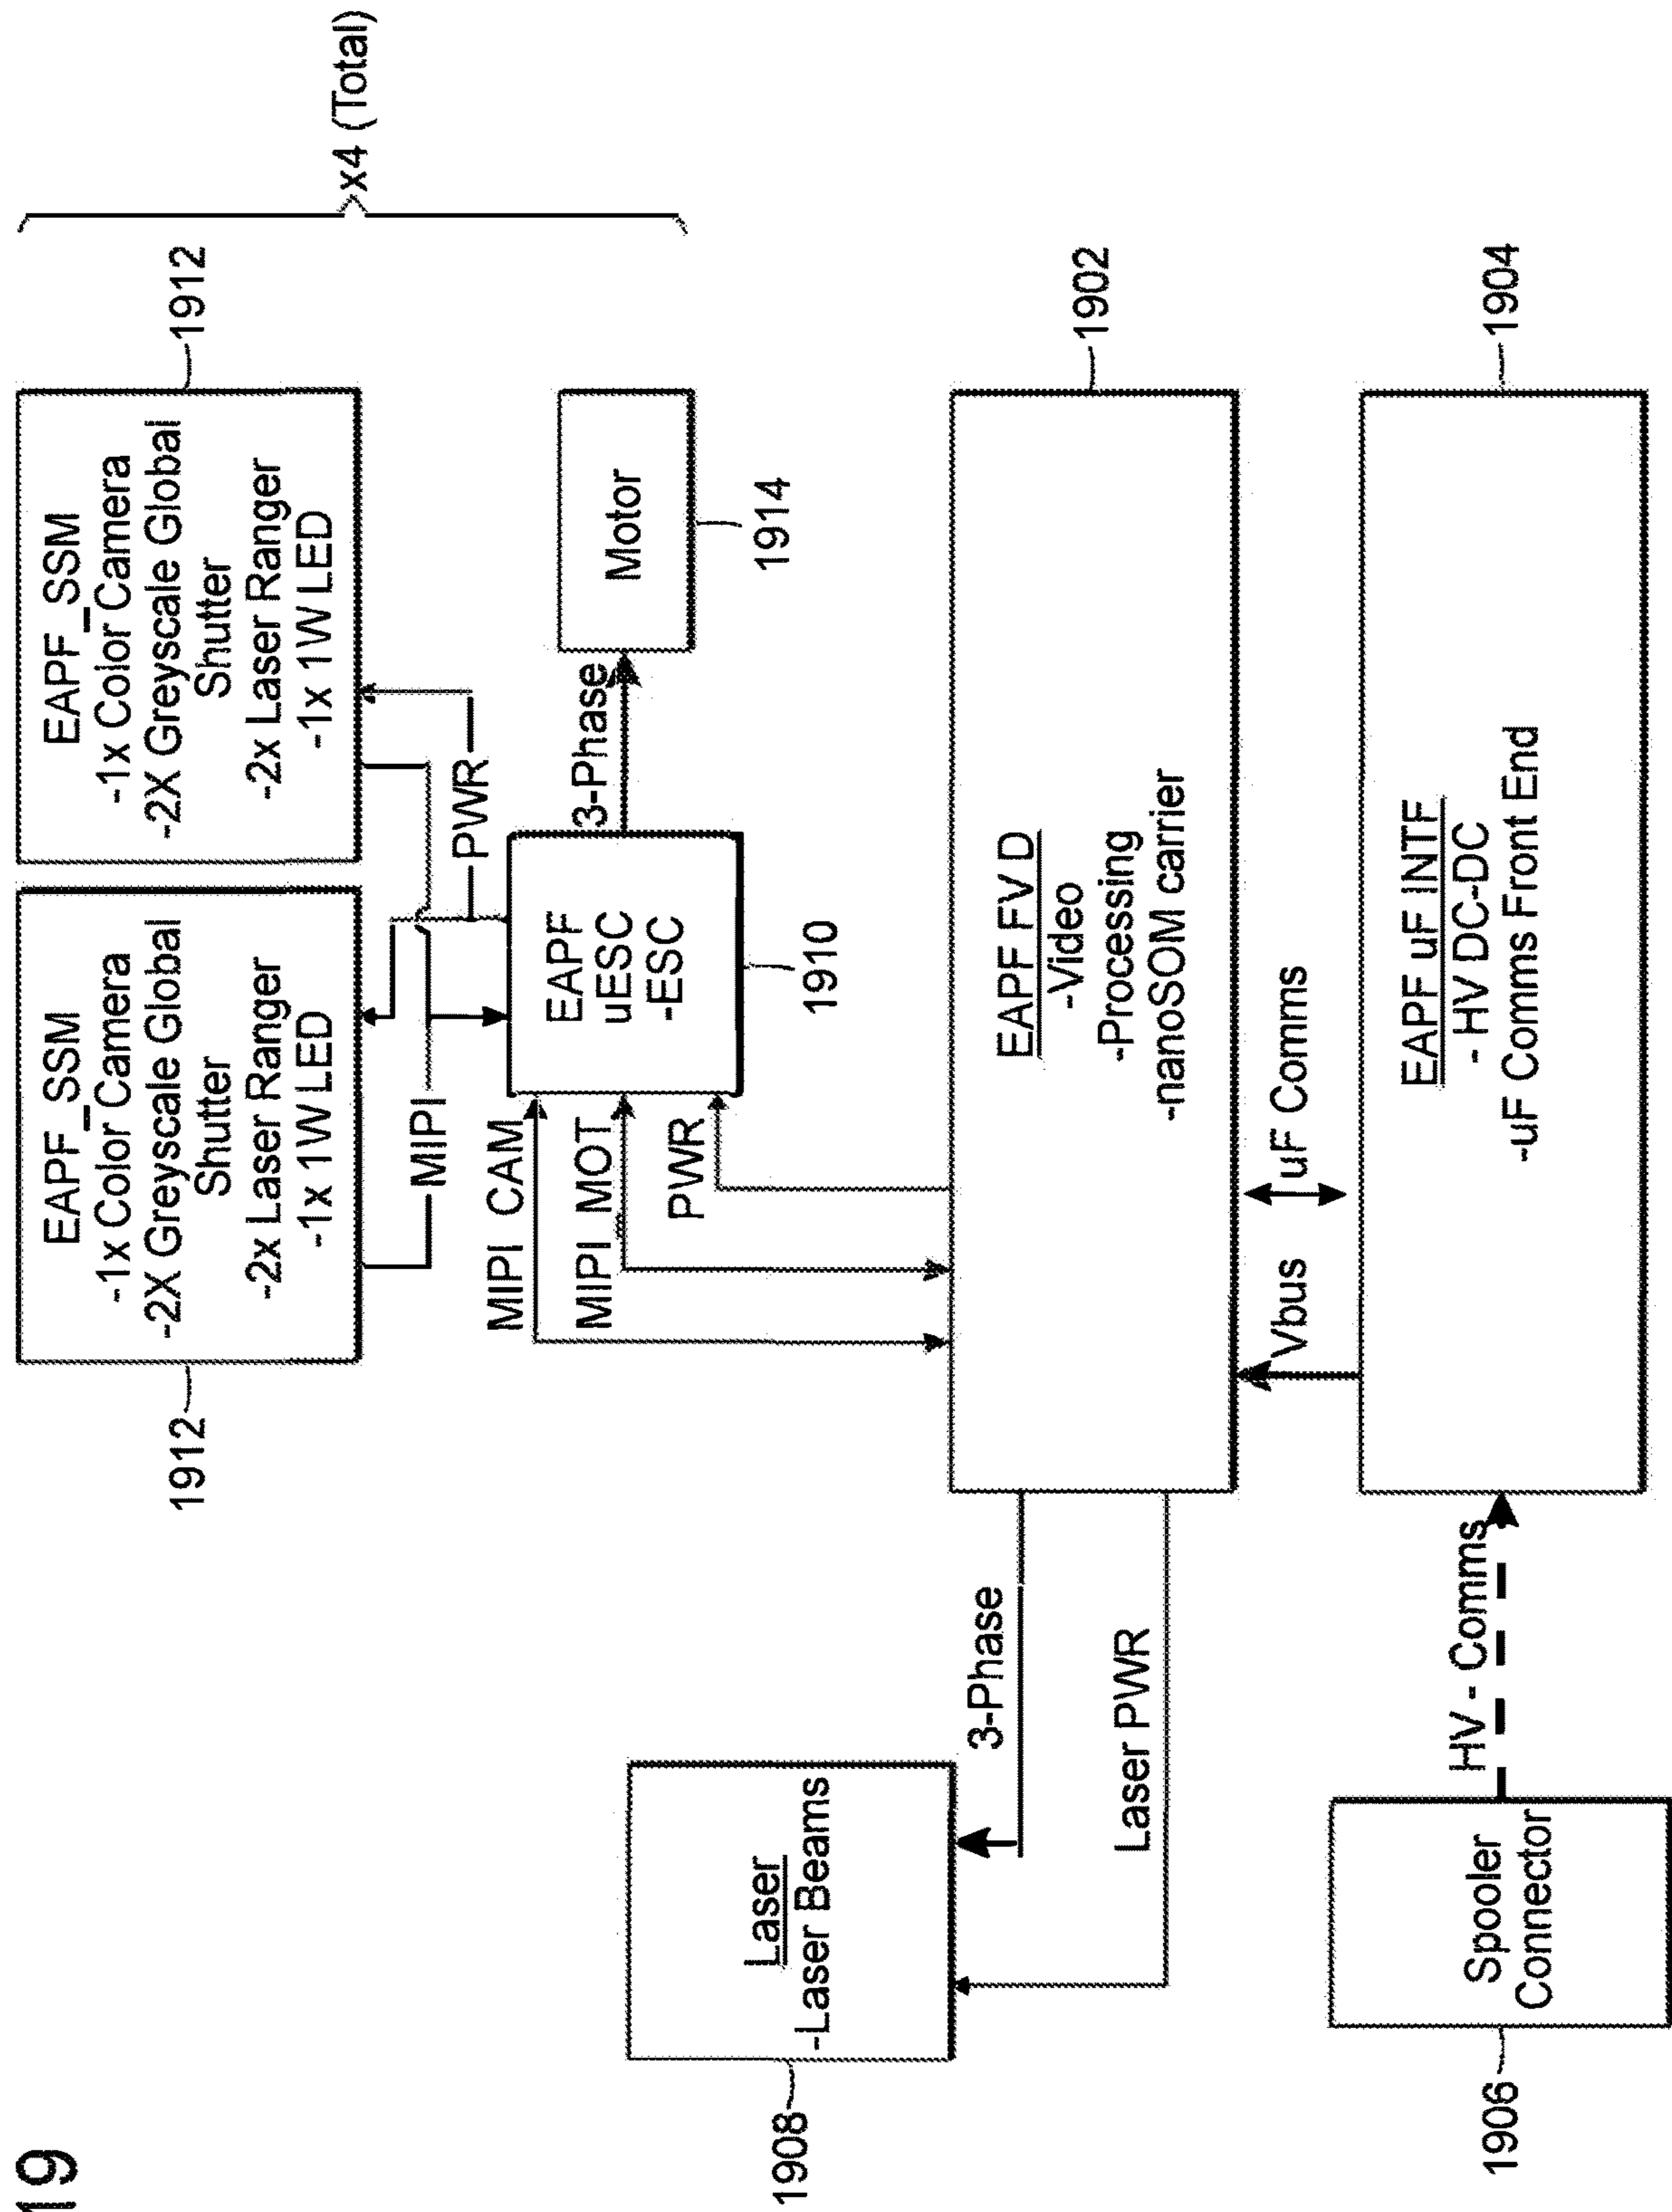 19
x4 (Total)
1912
EAPF_SSM
-1x Color Camera
-2X Greyscale Global
Shutter
-2x Laser Ranger
-1x 1W LED
1912
EAPF_SSM
-1x Color Camera
-2X Greyscale Global
Shutter
-2x Laser Ranger
-1x 1W LED
MIPI
PWR
MIPI CAM
MIPI MOT
PWR
EAPF
uESC
-ESC
1910
3-Phase
Motor
1914
Laser
-Laser Beams
1908
3-Phase
Laser PWR
EAPF FV D
-Video
-Processing
-nanoSOM carrier
1902
Vbus
uF Comms
Spooler
Connector
1906
HV - Comms
EAPF uF INTF
- HV DC-DC
-uF Comms Front End
1904